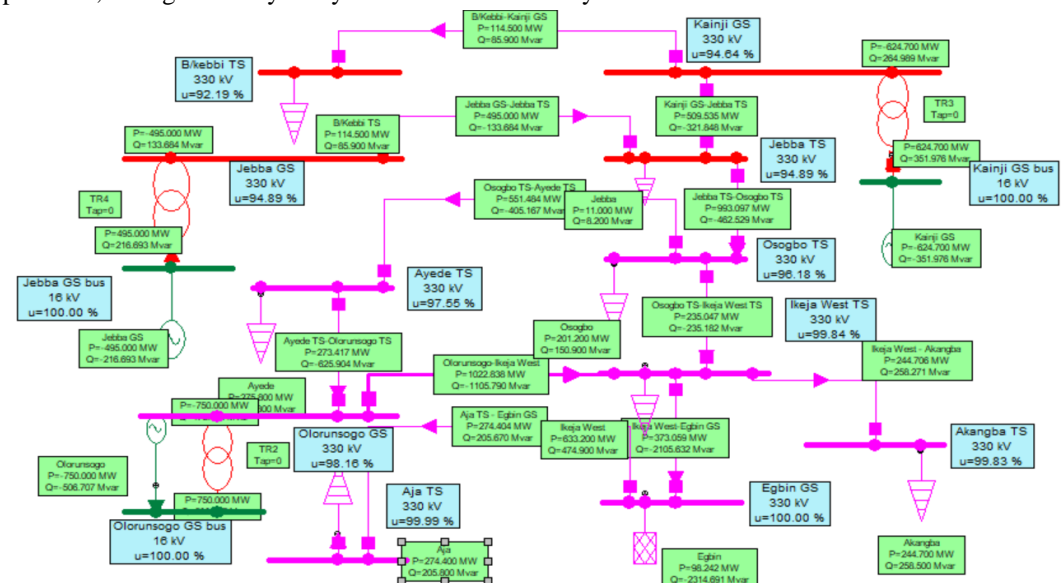 B/Kebbi-Kainji GS
P=114.500 MW
Q=85.900 Mvar
Kainji GS
330 kV
u=94.64 %
P=-624.700 MW
Q=264.989 Mvar
B/kebbi TS
330 kV
u=92.19 %
TR3
Tap=0
Jebba GS-Jebba TS
P=495.000 MW
Q=-133.684 Mvar
Kainji GS-Jebba TS
P=509.535 MW
Q=-321.848 Mvar
B/Kebbi TS
P=114.500 MW
Q=85.900 Mvar
P=-495.000 MW
Q=133.684 Mvar
Jebba TS
330 kV
u=94.89 %
P=624.700 MW
Q=351.976 Mvar
Kainji GS bus
16 kV
u=100.00 %
Jebba GS
330 kV
u=94.89 %
TR4
Tap=0
Osogbo TS-Ayede TS
P=551.484 MW
Q=-405.167 Mvar
Jebba
P=11.000 MW
Q=8.200 Mvar
Jebba TS-Osogbo TS
P=993.097 MW
Q=-462.529 Mvar
P=495.000 MW
Q=216.693 Mvar
Kainji GS
P=-624.700 MW
Q=-351.976 Mvar
Osogbo TS
330 kV
u=96.18 %
Jebba GS bus
16 kV
u=100.00 %
Ayede TS
330 kV
u=97.55 %
Osogbo TS-Ikeja West TS
P=235.047 MW
Q=-235.182 Mvar
Ikeja West TS
330 kV
u=99.84 %
Jebba GS
P=-495.000 MW
Q=-216.693 Mvar
Ayede TS-Olorunsogo TS
P=273.417 MW
Q=-625.904 Mvar
Osogbo
P=201.200 MW
Q=150.900 Mvar
Ikeja West - Akangba
P=244.706 MW
Q=258.271 Mvar
Olorunsogo-Ikeja West
P=1022.838 MW
Q=-1105.790 Mvar
Ayede
P=275.800 MW
P=-750.000 MW
Aja TS - Egbin GS
P=274.404 MW
Q=205.670 Mvar
Ikeja West
P=633.200 MW
Q=474.900 Mvar
Ikeja West-Egbin GS
P=373.059 MW
Q=-2105.632 Mvar
TR2
Tap=0
Olorunsogo GS
330 kV
u=98.16 %
Akangba TS
330 kV
u=99.83 %
Olorunsogo
P=-750.000 MW
Q=-506.707 Mvar
P=750.000 MW
Aja TS
330 kV
u=99.99 %
Egbin GS
330 kV
u=100.00 %
Olorunsogo GS bus
16 kV
u=100.00 %
Aja
P=274.400 MW
Q=205.800 Mvar
Egbin
P=98.242 MW
Q=-2314.691 Mvar
Akangba
P=244.700 MW
Q=258.500 Mvar